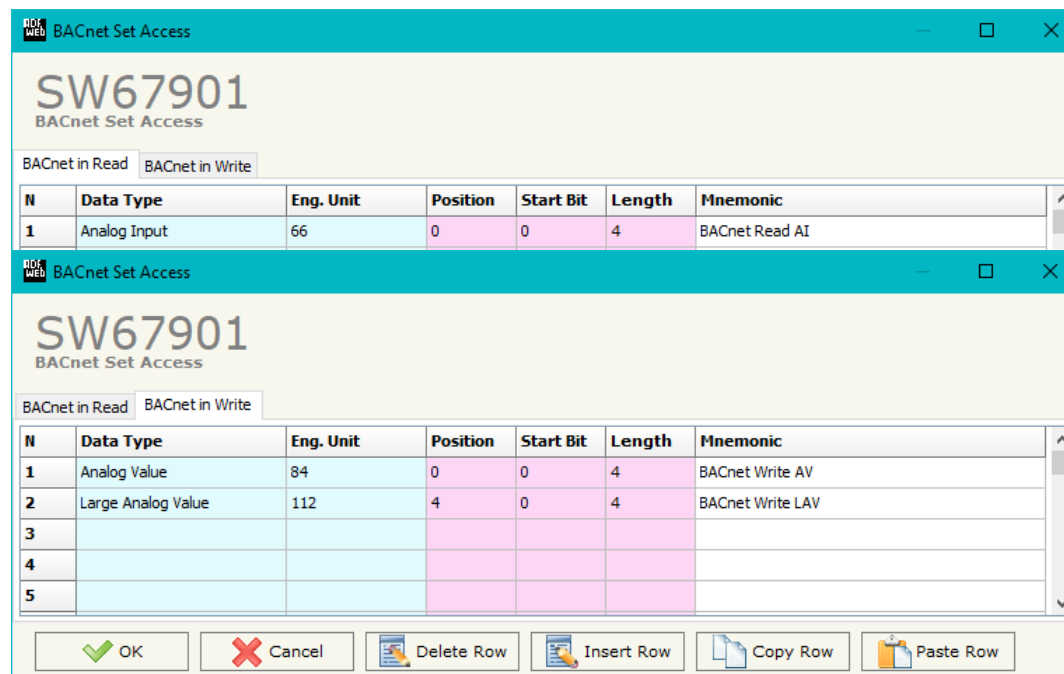 ADF WEB BACnet Set Access
SW67901
BACnet Set Access
BACnet in Read BACnet in Write
N Data Type Eng. Unit Position Start Bit Length Mnemonic
1 Analog Input 66 0 0 4 BACnet Read AI
ADF WEB BACnet Set Access
SW67901
BACnet Set Access
BACnet in Read BACnet in Write
N Data Type Eng. Unit Position Start Bit Length Mnemonic
1 Analog Value 84 0 0 4 BACnet Write AV
2 Large Analog Value 112 4 0 4 BACnet Write LAV
3
4
5
OK Cancel Delete Row Insert Row Copy Row Paste Row